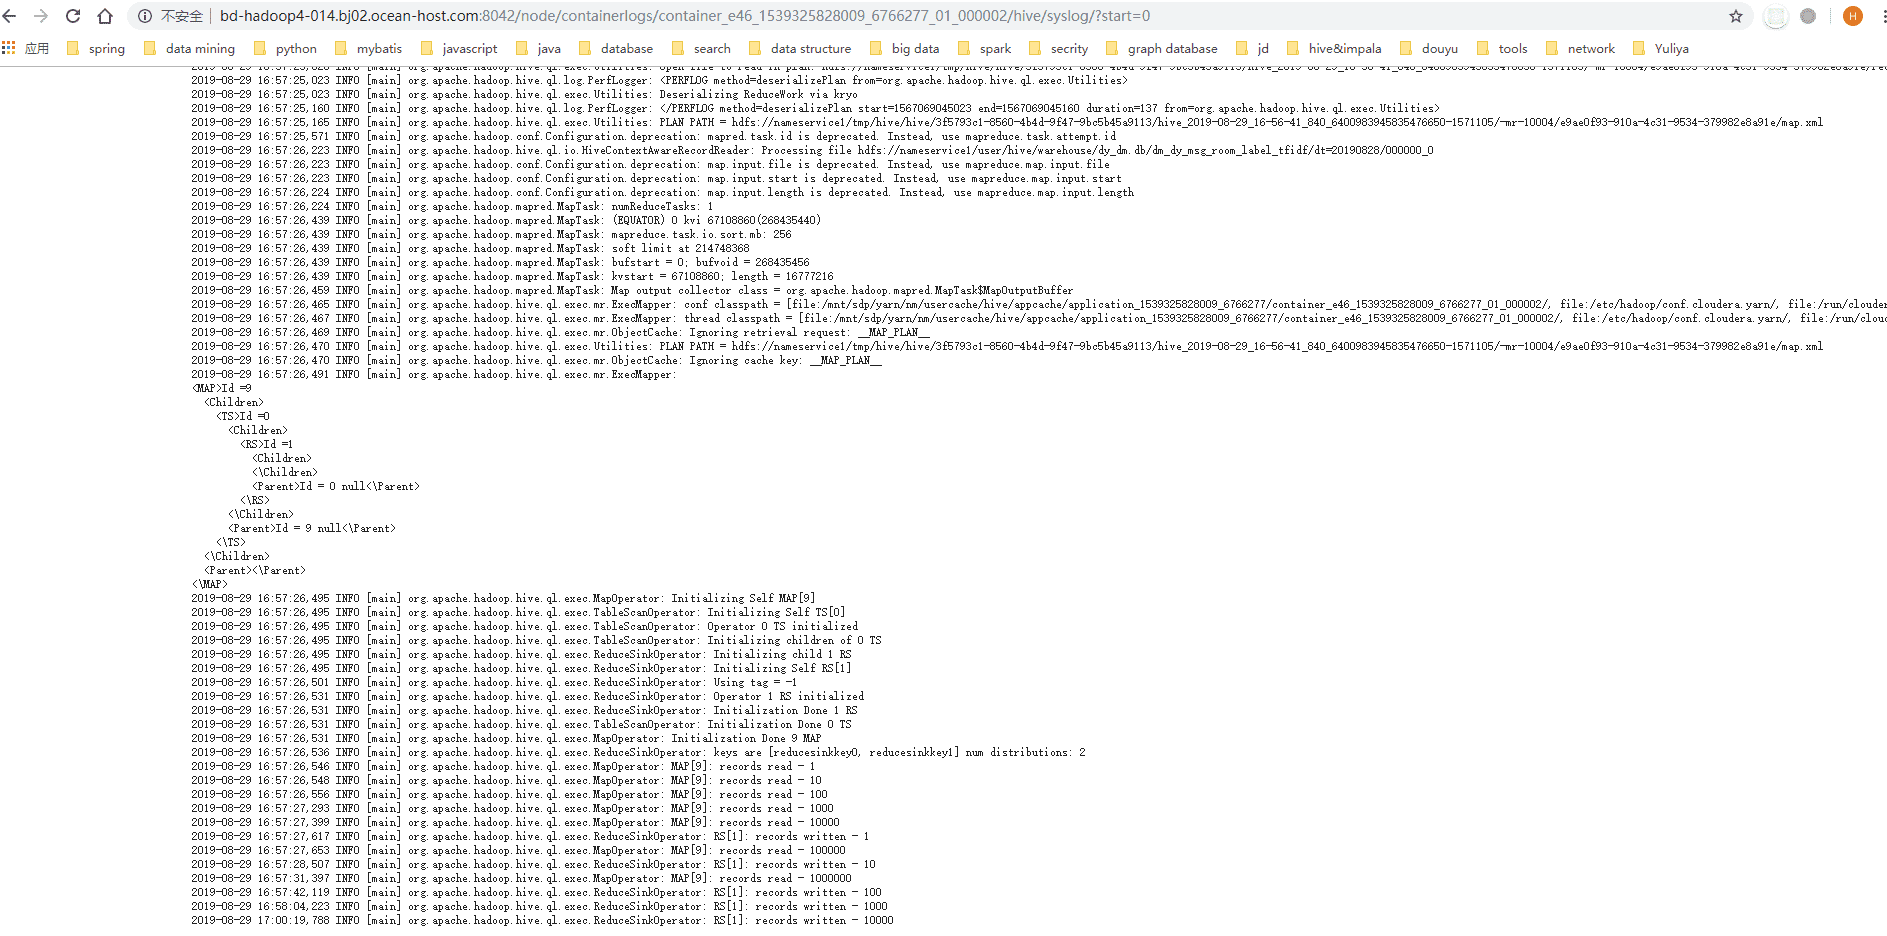 不安全 | bd-hadoop4-014.bj02.ocean-host.com:8042/node/containerlogs/container_e46_1539325828009_6766277_01_000002/hive/syslog/?start=0
H
应用 spring data mining python mybatis javascript java database search data structure big data spark secrity graph database jd hive&impala douyu tools network Yuliya
2019-08-29 16:57:25,023 INFO [main] org.apache.hadoop.hive.ql.log.PerfLogger: <PERFLOG method=deserializePlan from=org.apache.hadoop.hive.ql.exec.Utilities>
2019-08-29 16:57:25,023 INFO [main] org.apache.hadoop.hive.ql.exec.Utilities: Deserializing ReduceWork via kryo
2019-08-29 16:57:25,160 INFO [main] org.apache.hadoop.hive.ql.log.PerfLogger: </PERFLOG method=deserializePlan start=1567069045023 end=1567069045160 duration=137 from=org.apache.hadoop.hive.ql.exec.Utilities>
2019-08-29 16:57:25,165 INFO [main] org.apache.hadoop.hive.ql.exec.Utilities: PLAN PATH = hdfs://nameservice1/tmp/hive/hive/3f5793c1-8560-4b4d-9f47-9bc5b45a9113/hive_2019-08-29_16-56-41_840_6400983945835476650-1571105/-mr-10004/e9ae0f93-910a-4c31-9534-379982e8a91e/map.xml
2019-08-29 16:57:25,571 INFO [main] org.apache.hadoop.conf.Configuration.deprecation: mapred.task.id is deprecated. Instead, use mapreduce.task.attempt.id
2019-08-29 16:57:26,223 INFO [main] org.apache.hadoop.hive.ql.io.HiveContextAwareRecordReader: Processing file hdfs://nameservice1/user/hive/warehouse/dy_dm.db/dm_dy_msg_room_label_tfidf/dt=20190828/000000_0
2019-08-29 16:57:26,223 INFO [main] org.apache.hadoop.conf.Configuration.deprecation: map.input.file is deprecated. Instead, use mapreduce.map.input.file
2019-08-29 16:57:26,223 INFO [main] org.apache.hadoop.conf.Configuration.deprecation: map.input.start is deprecated. Instead, use mapreduce.map.input.start
2019-08-29 16:57:26,224 INFO [main] org.apache.hadoop.conf.Configuration.deprecation: map.input.length is deprecated. Instead, use mapreduce.map.input.length
2019-08-29 16:57:26,224 INFO [main] org.apache.hadoop.mapred.MapTask: numReduceTasks: 1
2019-08-29 16:57:26,439 INFO [main] org.apache.hadoop.mapred.MapTask: (EQUATOR) 0 kvi 67108860(268435440)
2019-08-29 16:57:26,439 INFO [main] org.apache.hadoop.mapred.MapTask: mapreduce.task.io.sort.mb: 256
2019-08-29 16:57:26,439 INFO [main] org.apache.hadoop.mapred.MapTask: soft limit at 214748368
2019-08-29 16:57:26,439 INFO [main] org.apache.hadoop.mapred.MapTask: bufstart = 0; bufvoid = 268435456
2019-08-29 16:57:26,439 INFO [main] org.apache.hadoop.mapred.MapTask: kvstart = 67108860; length = 16777216
2019-08-29 16:57:26,459 INFO [main] org.apache.hadoop.mapred.MapTask: Map output collector class = org.apache.hadoop.mapred.MapTask$MapOutputBuffer
2019-08-29 16:57:26,465 INFO [main] org.apache.hadoop.hive.ql.exec.mr.ExecMapper: conf classpath = [file:/mnt/sdp/yarn/nm/usercache/hive/appcache/application_1539325828009_6766277/container_e46_1539325828009_6766277_01_000002/, file:/etc/hadoop/conf.cloudera.yarn/, file:/run/clouder
2019-08-29 16:57:26,467 INFO [main] org.apache.hadoop.hive.ql.exec.mr.ExecMapper: thread classpath = [file:/mnt/sdp/yarn/nm/usercache/hive/appcache/application_1539325828009_6766277/container_e46_1539325828009_6766277_01_000002/, file:/etc/hadoop/conf.cloudera.yarn/, file:/run/clou
2019-08-29 16:57:26,469 INFO [main] org.apache.hadoop.hive.ql.exec.mr.ObjectCache: Ignoring retrieval request: __MAP_PLAN__
2019-08-29 16:57:26,470 INFO [main] org.apache.hadoop.hive.ql.exec.Utilities: PLAN PATH = hdfs://nameservice1/tmp/hive/hive/3f5793c1-8560-4b4d-9f47-9bc5b45a9113/hive_2019-08-29_16-56-41_840_6400983945835476650-1571105/-mr-10004/e9ae0f93-910a-4c31-9534-379982e8a91e/map.xml
2019-08-29 16:57:26,470 INFO [main] org.apache.hadoop.hive.ql.exec.mr.ObjectCache: Ignoring cache key: __MAP_PLAN__
2019-08-29 16:57:26,491 INFO [main] org.apache.hadoop.hive.ql.exec.mr.ExecMapper:
<MAP>Id =9
<Children>
<TS>Id =0
<Children>
<RS>Id =1
<Children>
<\Children>
<Parent>Id = 0 null<\Parent>
<\RS>
<\Children>
<Parent>Id = 9 null<\Parent>
<\TS>
<\Children>
<Parent><\Parent>
<\MAP>
2019-08-29 16:57:26,495 INFO [main] org.apache.hadoop.hive.ql.exec.MapOperator: Initializing Self MAP[9]
2019-08-29 16:57:26,495 INFO [main] org.apache.hadoop.hive.ql.exec.TableScanOperator: Initializing Self TS[0]
2019-08-29 16:57:26,495 INFO [main] org.apache.hadoop.hive.ql.exec.TableScanOperator: Operator 0 TS initialized
2019-08-29 16:57:26,495 INFO [main] org.apache.hadoop.hive.ql.exec.TableScanOperator: Initializing children of 0 TS
2019-08-29 16:57:26,495 INFO [main] org.apache.hadoop.hive.ql.exec.ReduceSinkOperator: Initializing child 1 RS
2019-08-29 16:57:26,495 INFO [main] org.apache.hadoop.hive.ql.exec.ReduceSinkOperator: Initializing Self RS[1]
2019-08-29 16:57:26,501 INFO [main] org.apache.hadoop.hive.ql.exec.ReduceSinkOperator: Using tag = -1
2019-08-29 16:57:26,531 INFO [main] org.apache.hadoop.hive.ql.exec.ReduceSinkOperator: Operator 1 RS initialized
2019-08-29 16:57:26,531 INFO [main] org.apache.hadoop.hive.ql.exec.ReduceSinkOperator: Initialization Done 1 RS
2019-08-29 16:57:26,531 INFO [main] org.apache.hadoop.hive.ql.exec.TableScanOperator: Initialization Done 0 TS
2019-08-29 16:57:26,531 INFO [main] org.apache.hadoop.hive.ql.exec.MapOperator: Initialization Done 9 MAP
2019-08-29 16:57:26,536 INFO [main] org.apache.hadoop.hive.ql.exec.ReduceSinkOperator: keys are [reducesinkkey0, reducesinkkey1] num distributions: 2
2019-08-29 16:57:26,546 INFO [main] org.apache.hadoop.hive.ql.exec.MapOperator: MAP[9]: records read - 1
2019-08-29 16:57:26,548 INFO [main] org.apache.hadoop.hive.ql.exec.MapOperator: MAP[9]: records read - 10
2019-08-29 16:57:26,556 INFO [main] org.apache.hadoop.hive.ql.exec.MapOperator: MAP[9]: records read - 100
2019-08-29 16:57:27,293 INFO [main] org.apache.hadoop.hive.ql.exec.MapOperator: MAP[9]: records read - 1000
2019-08-29 16:57:27,399 INFO [main] org.apache.hadoop.hive.ql.exec.MapOperator: MAP[9]: records read - 10000
2019-08-29 16:57:27,617 INFO [main] org.apache.hadoop.hive.ql.exec.ReduceSinkOperator: RS[1]: records written - 1
2019-08-29 16:57:27,653 INFO [main] org.apache.hadoop.hive.ql.exec.MapOperator: MAP[9]: records read - 100000
2019-08-29 16:57:28,507 INFO [main] org.apache.hadoop.hive.ql.exec.ReduceSinkOperator: RS[1]: records written - 10
2019-08-29 16:57:31,397 INFO [main] org.apache.hadoop.hive.ql.exec.MapOperator: MAP[9]: records read - 1000000
2019-08-29 16:57:42,119 INFO [main] org.apache.hadoop.hive.ql.exec.ReduceSinkOperator: RS[1]: records written - 100
2019-08-29 16:58:04,223 INFO [main] org.apache.hadoop.hive.ql.exec.ReduceSinkOperator: RS[1]: records written - 1000
2019-08-29 17:00:19,788 INFO [main] org.apache.hadoop.hive.ql.exec.ReduceSinkOperator: RS[1]: records written - 10000